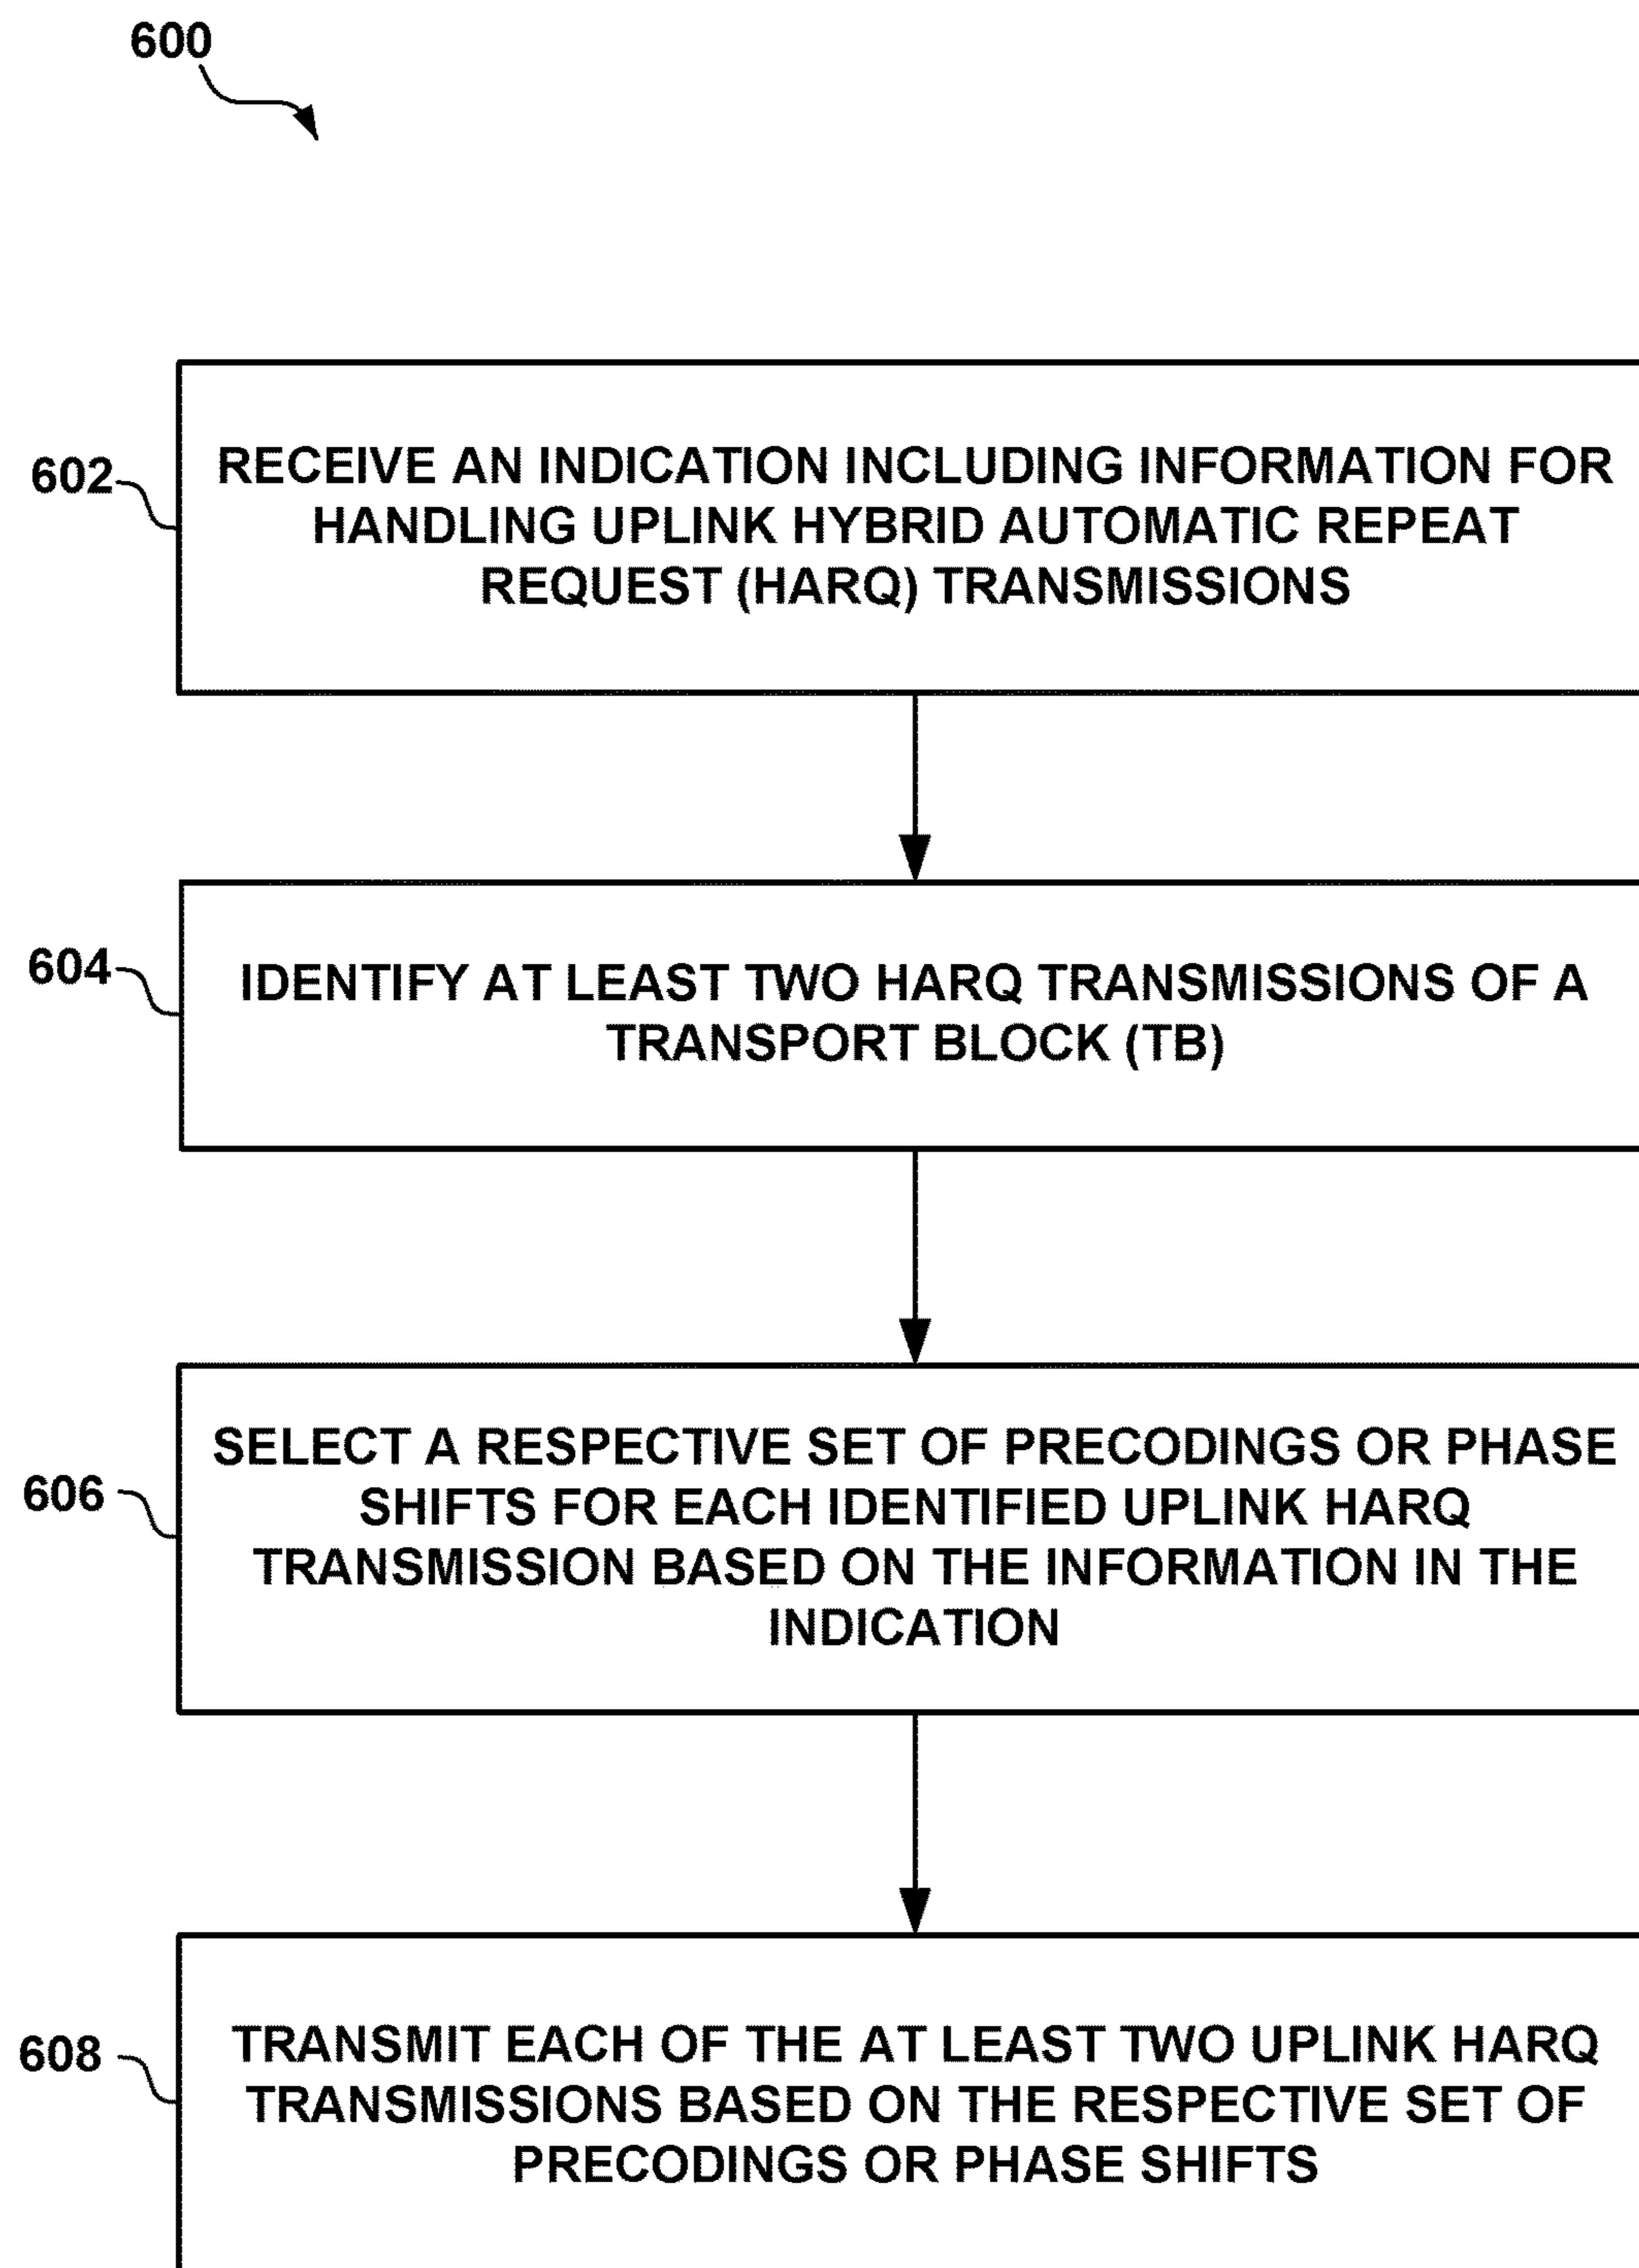 600
602
RECEIVE AN INDICATION INCLUDING INFORMATION FOR
HANDLING UPLINK HYBRID AUTOMATIC REPEAT
REQUEST (HARQ) TRANSMISSIONS
604
IDENTIFY AT LEAST TWO HARQ TRANSMISSIONS OF A
TRANSPORT BLOCK (TB)
606
SELECT A RESPECTIVE SET OF PRECODINGS OR PHASE
SHIFTS FOR EACH IDENTIFIED UPLINK HARQ
TRANSMISSION BASED ON THE INFORMATION IN THE
INDICATION
608
TRANSMIT EACH OF THE AT LEAST TWO UPLINK HARQ
TRANSMISSIONS BASED ON THE RESPECTIVE SET OF
PRECODINGS OR PHASE SHIFTS